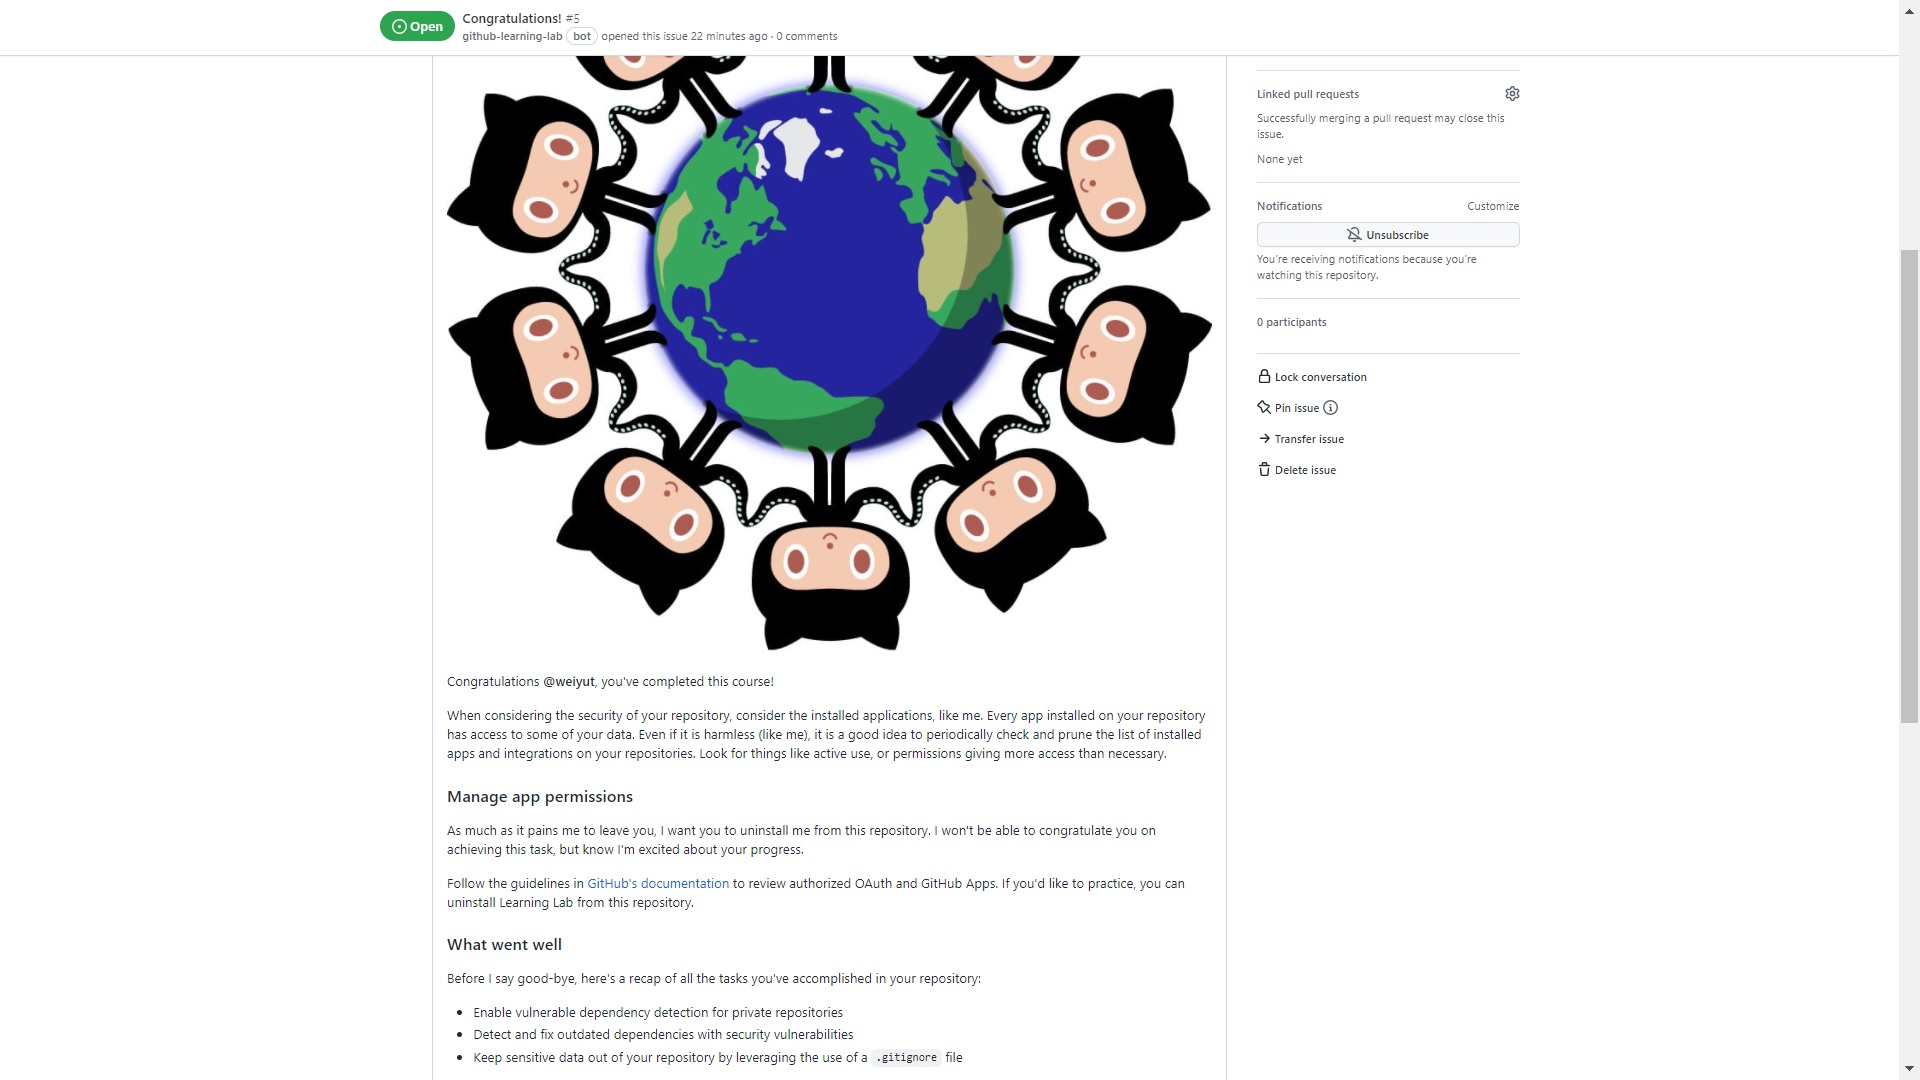 Open
Congratulations! #5
github-learning-lab bot opened this issue 22 minutes ago · 0 comments
Linked pull requests
Successfully merging a pull request may close this
issue.
None yet
Notifications Customize
Unsubscribe
You're receiving notifications because you're
watching this repository.
0 participants
Lock conversation
Pin issue
Transfer issue
Delete issue
Congratulations @weiyut, you've completed this course!
When considering the security of your repository, consider the installed applications, like me. Every app installed on your repository
has access to some of your data. Even if it is harmless (like me), it is a good idea to periodically check and prune the list of installed
apps and integrations on your repositories. Look for things like active use, or permissions giving more access than necessary.
Manage app permissions
As much as it pains me to leave you, I want you to uninstall me from this repository. I won't be able to congratulate you on
achieving this task, but know I'm excited about your progress.
Follow the guidelines in GitHub's documentation to review authorized OAuth and GitHub Apps. If you'd like to practice, you can
uninstall Learning Lab from this repository.
What went well
Before I say good-bye, here's a recap of all the tasks you've accomplished in your repository:
• Enable vulnerable dependency detection for private repositories
• Detect and fix outdated dependencies with security vulnerabilities
• Keep sensitive data out of your repository by leveraging the use of a .gitignore file